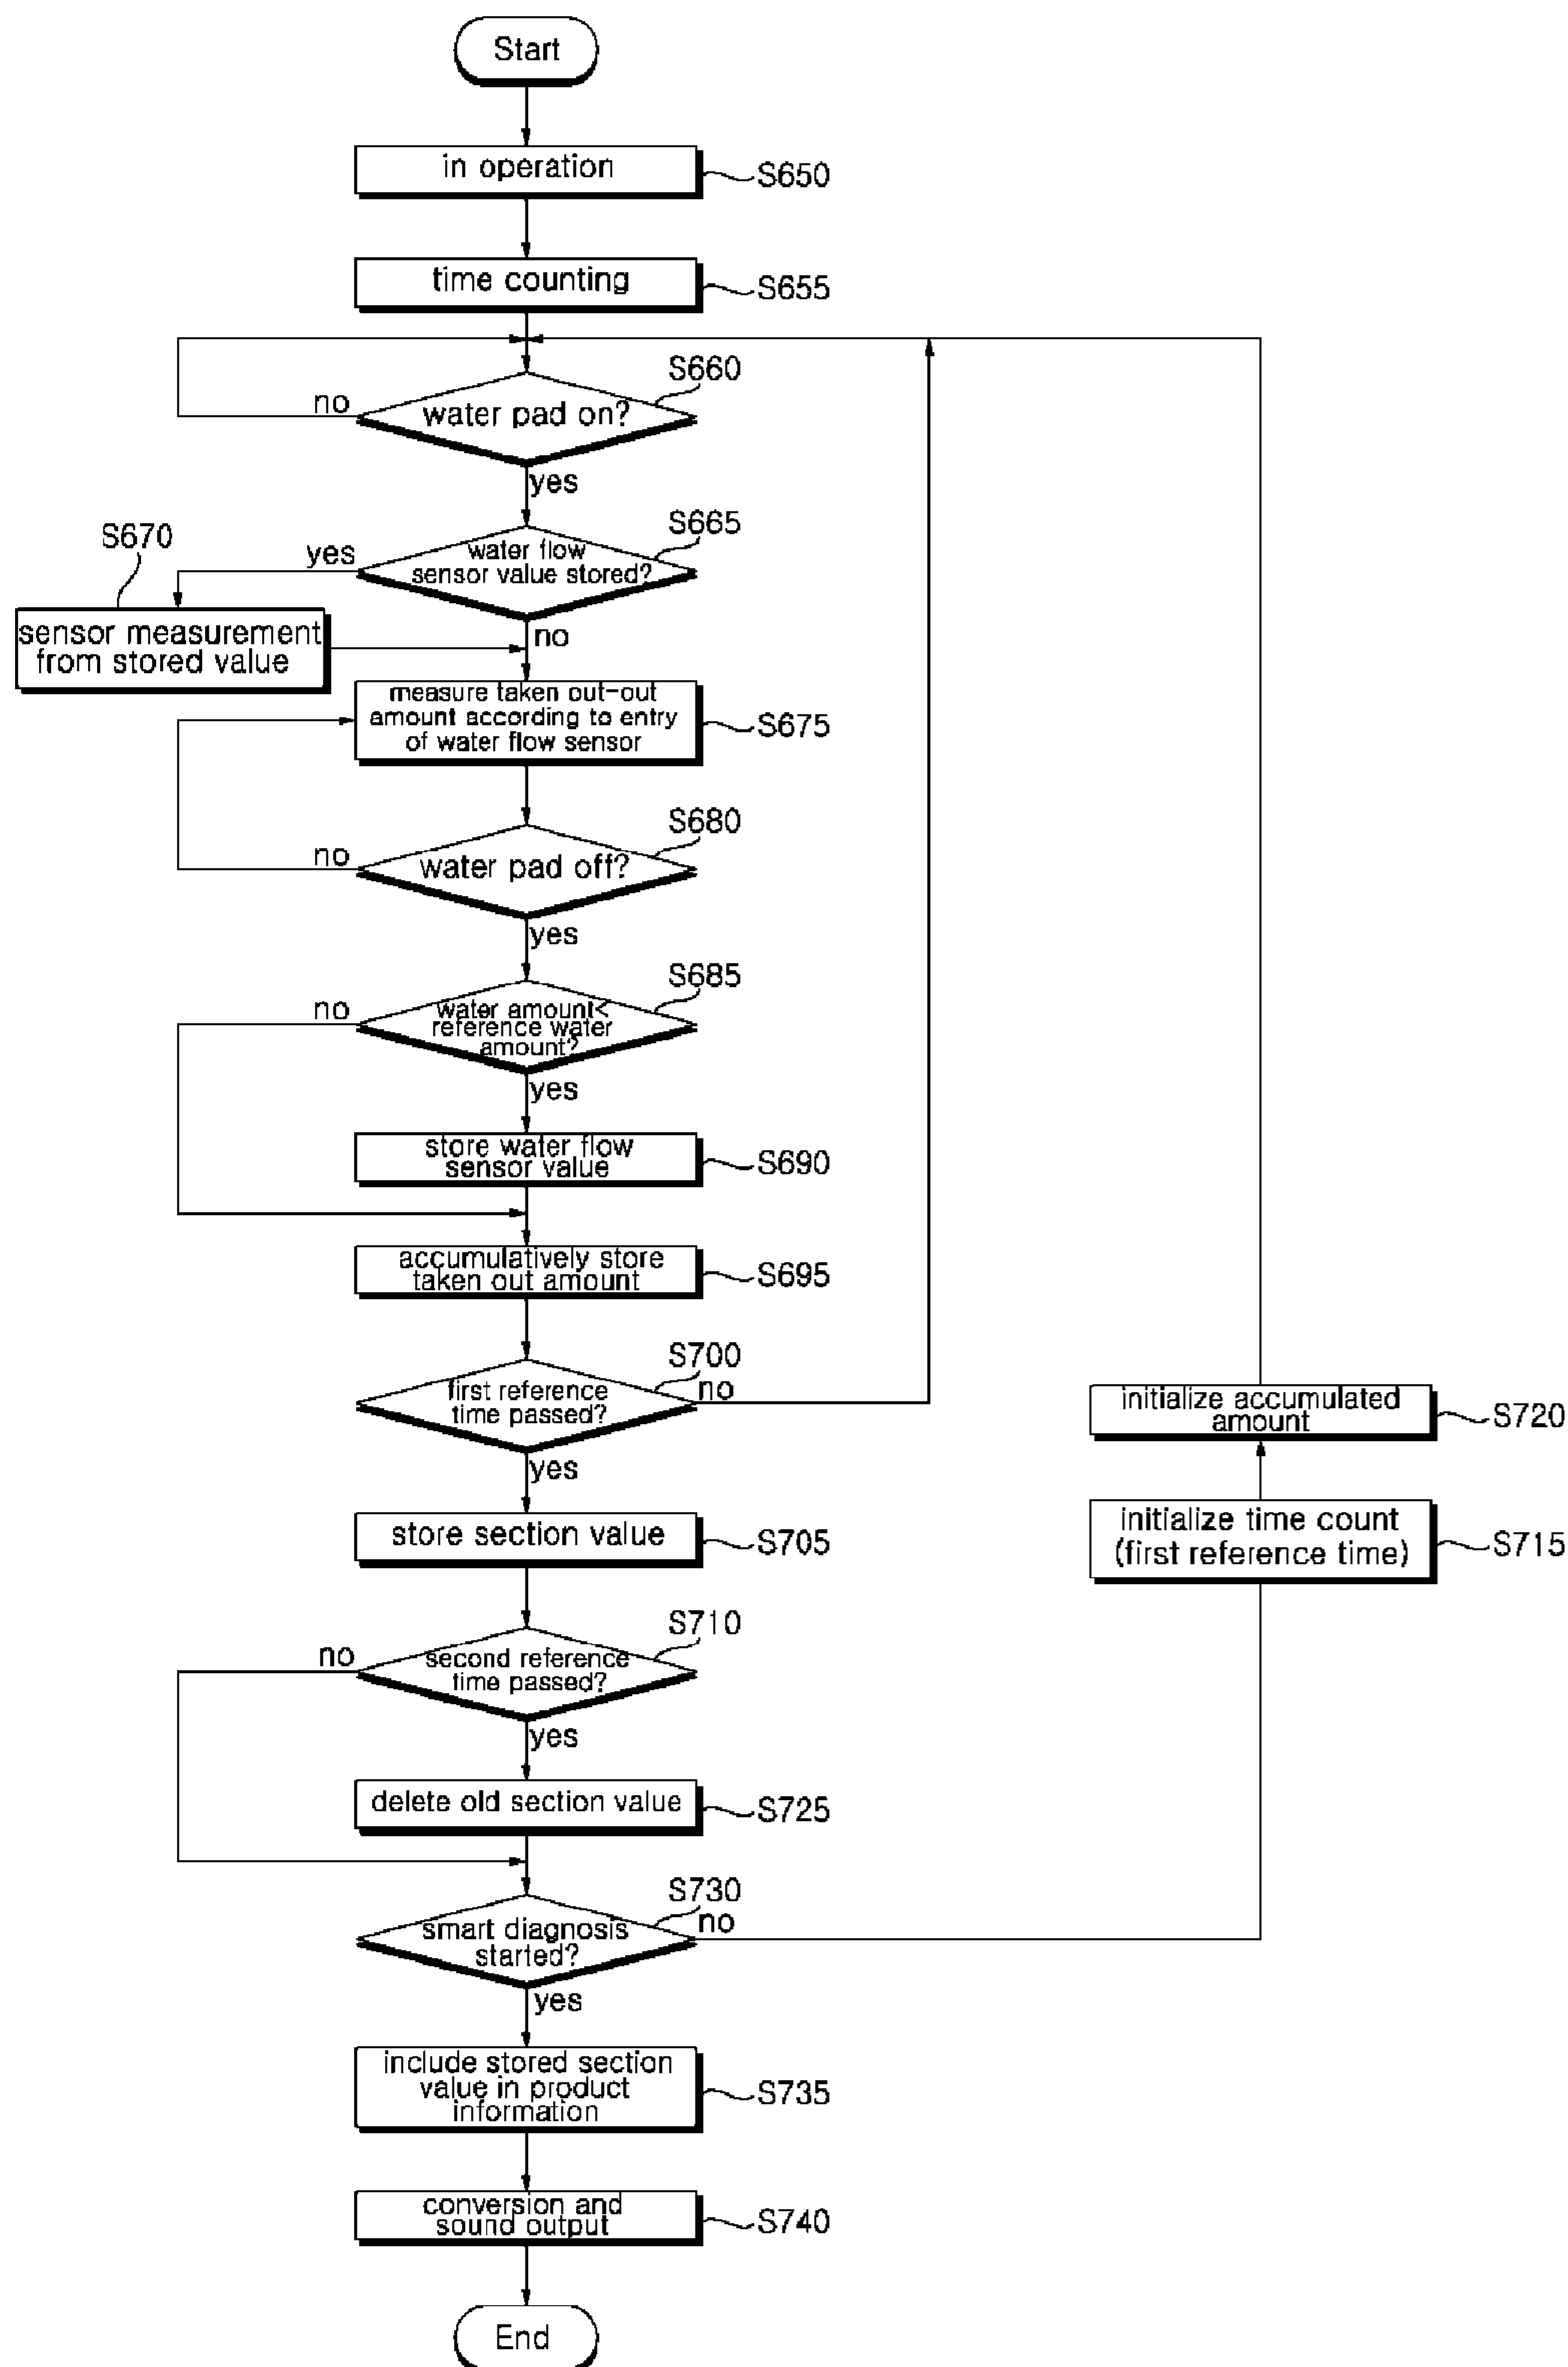 Start
in operation
S650
time counting
S655
S660
no
water pad on?
yes
S665
S670
yes
water flow
sensor value stored?
sensor measurement
from stored value
no
measure taken out-out
amount according to entry
of water flow sensor
S675
S680
no
water pad off?
yes
S685
no
water amount<
reference water
amount?
yes
store water flow
sensor value
S690
accumulatively store
taken out amount
S695
S700
first reference
time passed?
no
yes
initialize accumulated
amount
S720
store section value
S705
initialize time count
(first reference time)
S715
S710
no
second reference
time passed?
yes
delete old section value
S725
S730
smart diagnosis
started?
no
yes
include stored section
value in product
information
S735
conversion and
sound output
S740
End